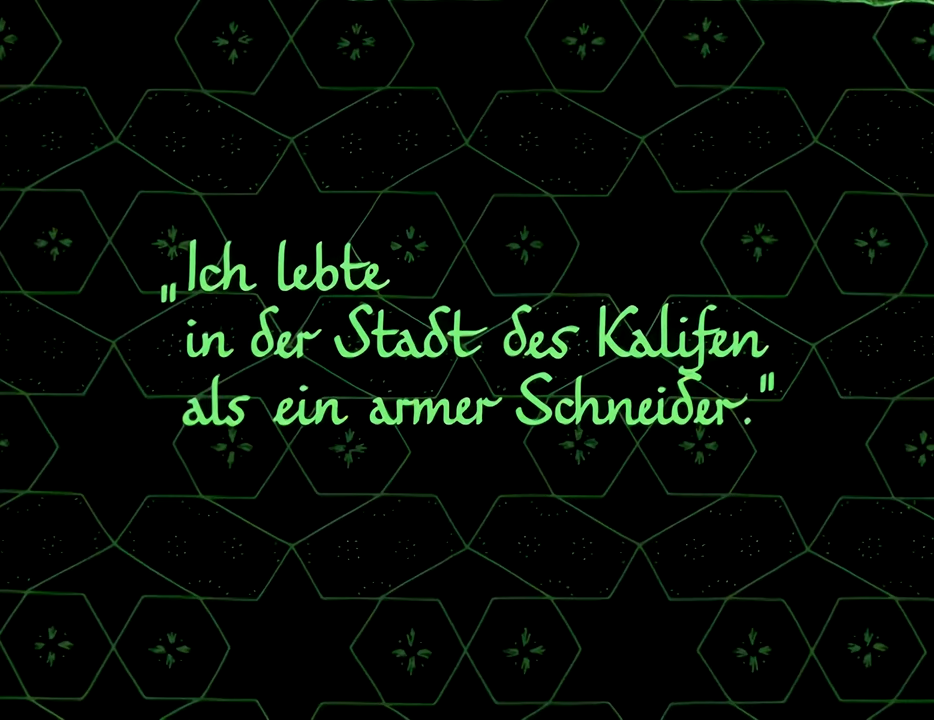 „Ich lebte
in der Stadt des Kalifen
als ein armer Schneider."